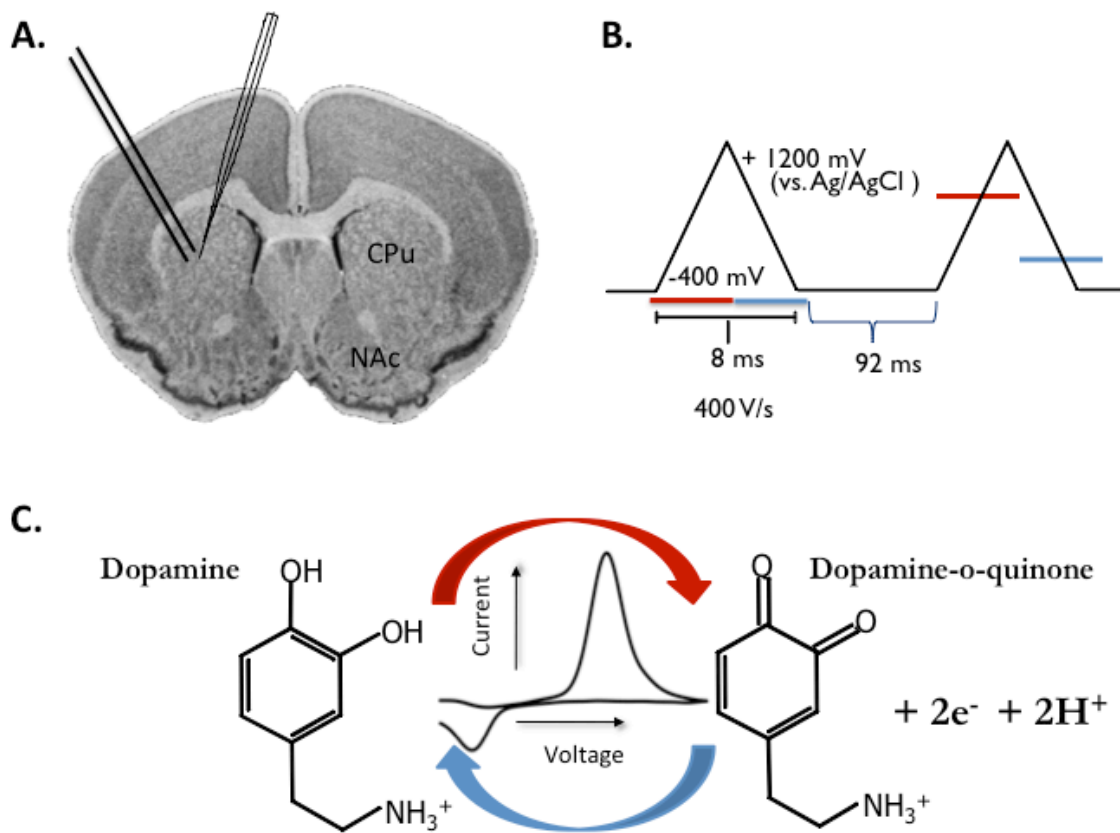 A.
CPu
NAc
B.
+ 1200 mV
(vs. Ag/AgCl )
-400 mV
8 ms
92 ms
400 V/s
C.
Dopamine
OH
OH
NH₃⁺
Current
Voltage
Dopamine-o-quinone
O
O
+ 2e⁻ + 2H⁺
NH₃⁺